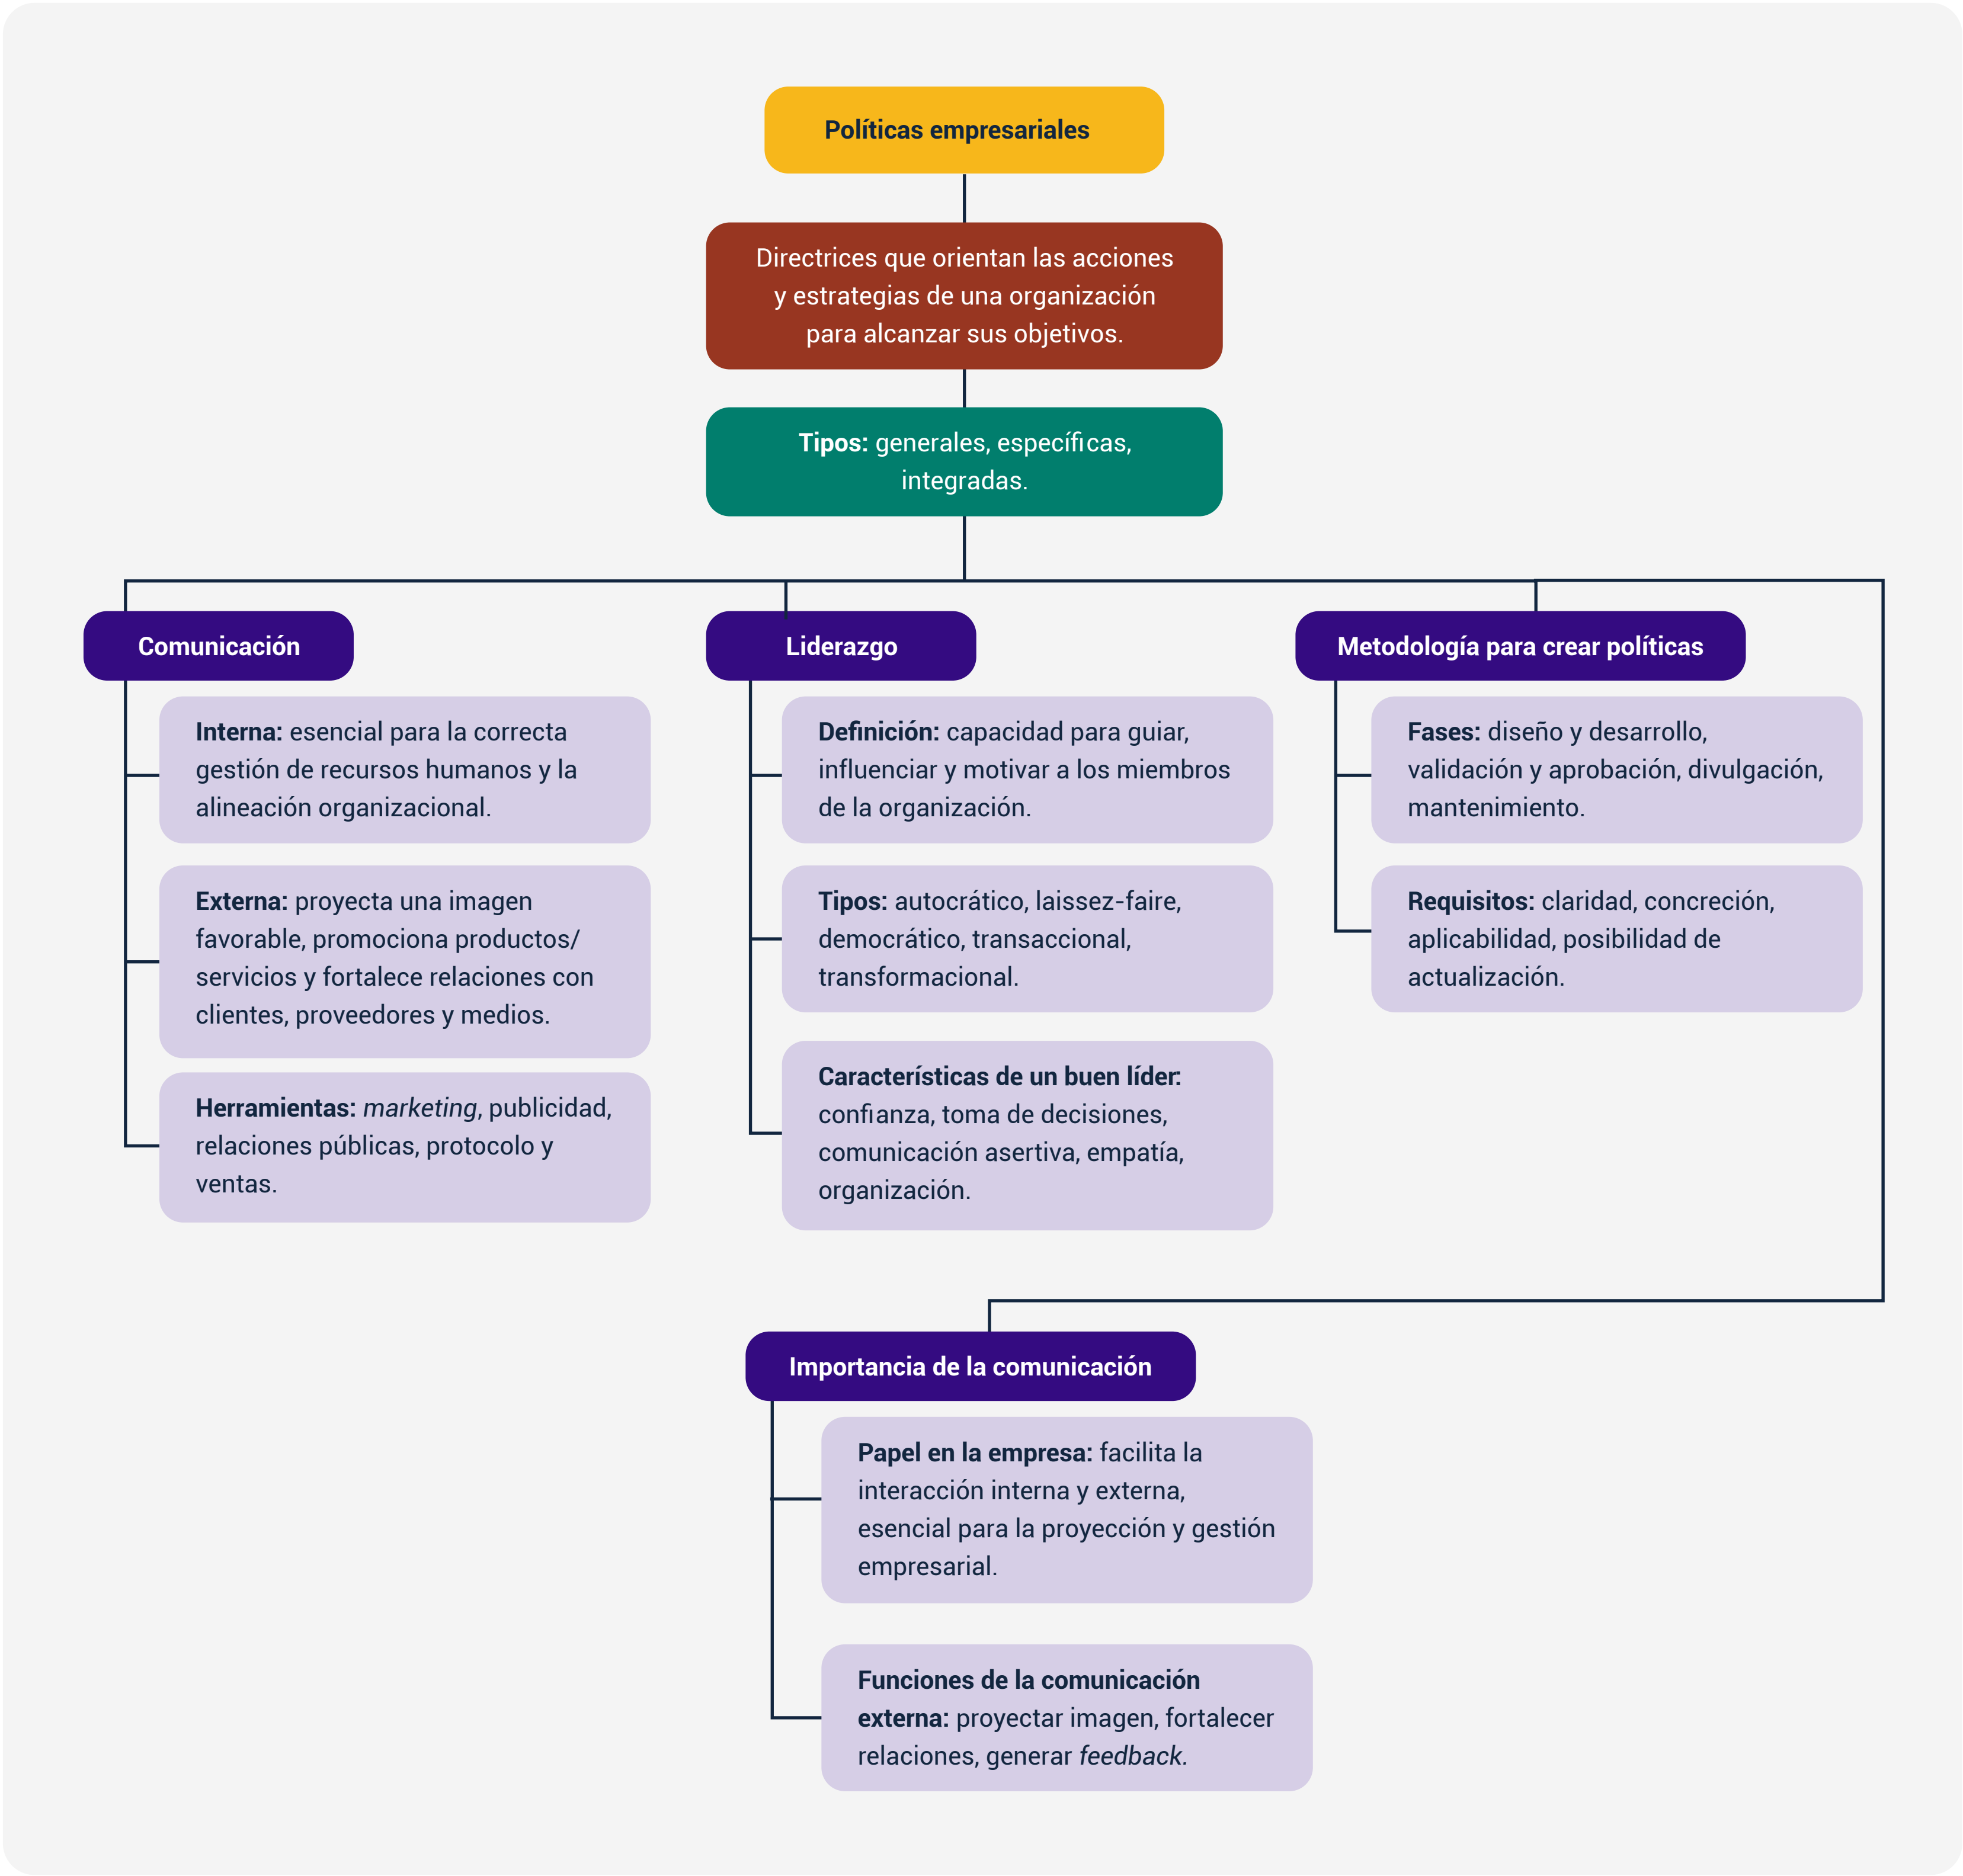 Políticas empresariales
Directrices que orientan las acciones
y estrategias de una organización
para alcanzar sus objetivos.
Tipos: generales, específicas,
integradas.
Comunicación
Interna: esencial para la correcta
gestión de recursos humanos y la
alineación organizacional.
Externa: proyecta una imagen
favorable, promociona productos/
servicios y fortalece relaciones con
clientes, proveedores y medios.
Herramientas: marketing, publicidad,
relaciones públicas, protocolo y
ventas.
Liderazgo
Definición: capacidad para guiar,
influenciar y motivar a los miembros
de la organización.
Tipos: autocrático, laissez-faire,
democrático, transaccional,
transformacional.
Características de un buen líder:
confianza, toma de decisiones,
comunicación asertiva, empatía,
organización.
Metodología para crear políticas
Fases: diseño y desarrollo,
validación y aprobación, divulgación,
mantenimiento.
Requisitos: claridad, concreción,
aplicabilidad, posibilidad de
actualización.
Importancia de la comunicación
Papel en la empresa: facilita la
interacción interna y externa,
esencial para la proyección y gestión
empresarial.
Funciones de la comunicación
externa: proyectar imagen, fortalecer
relaciones, generar feedback.